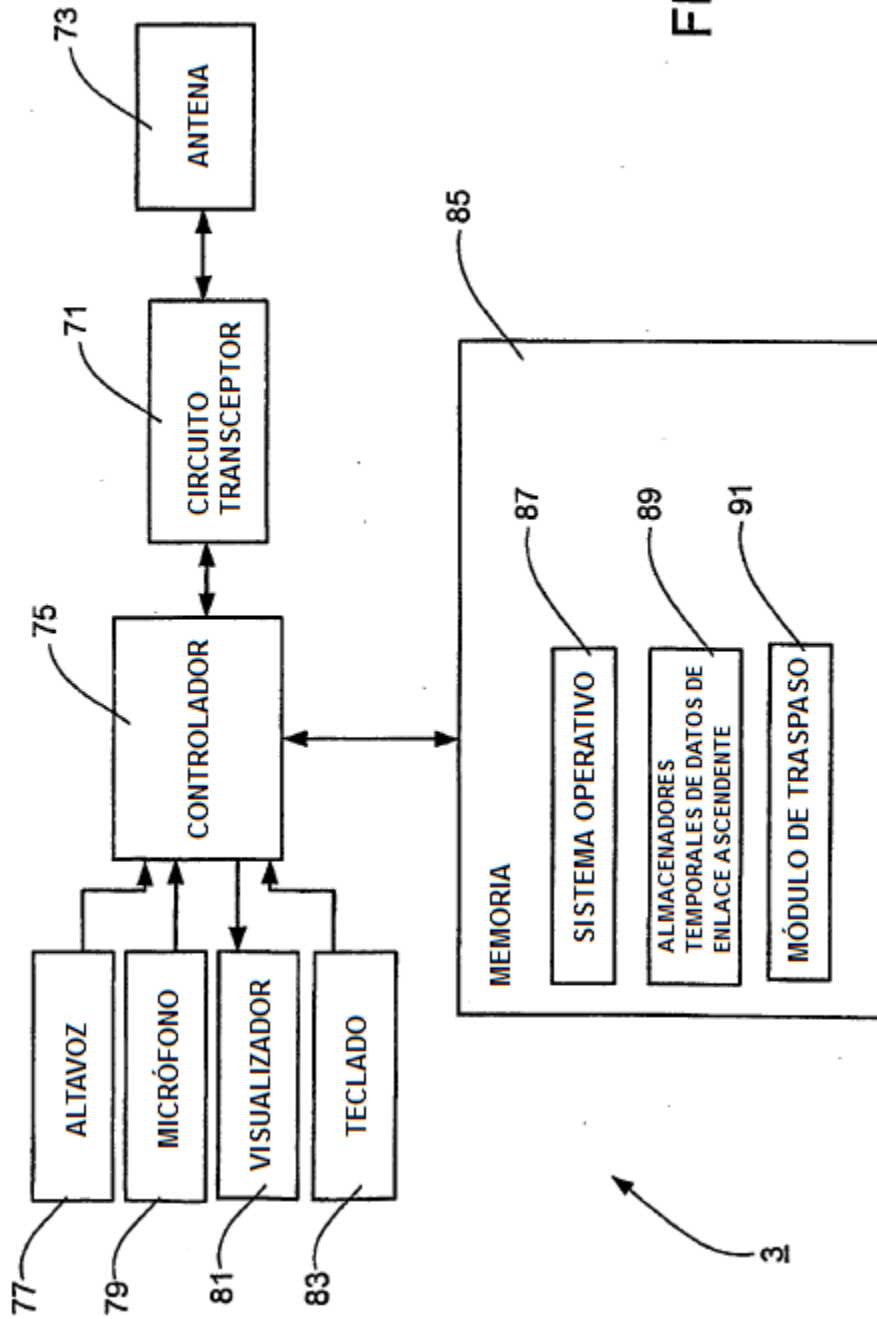 77
ALTAVOZ
79
MICRÓFONO
81
VISUALIZADOR
83
TECLADO
75
CONTROLADOR
71
CIRCUITO
TRANSCEPTOR
73
ANTENA
85
MEMORIA
87
SISTEMA OPERATIVO
89
ALMACENADORES
TEMPORALES DE DATOS DE
ENLACE ASCENDENTE
91
MÓDULO DE TRASPASO
3